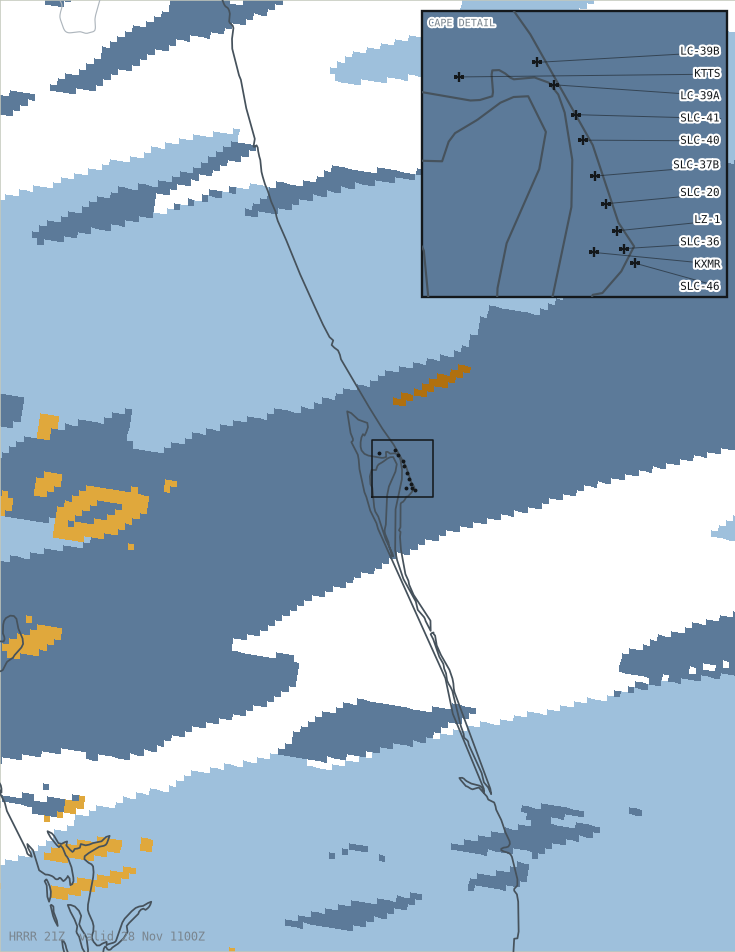 CAPE DETAIL
LC-39B
KTTS
LC-39A
SLC-41
SLC-40
SLC-37B
SLC-20
LZ-1
SLC-36
KXMR
SLC-46
HRRR 21Z valid 28 Nov 1100Z